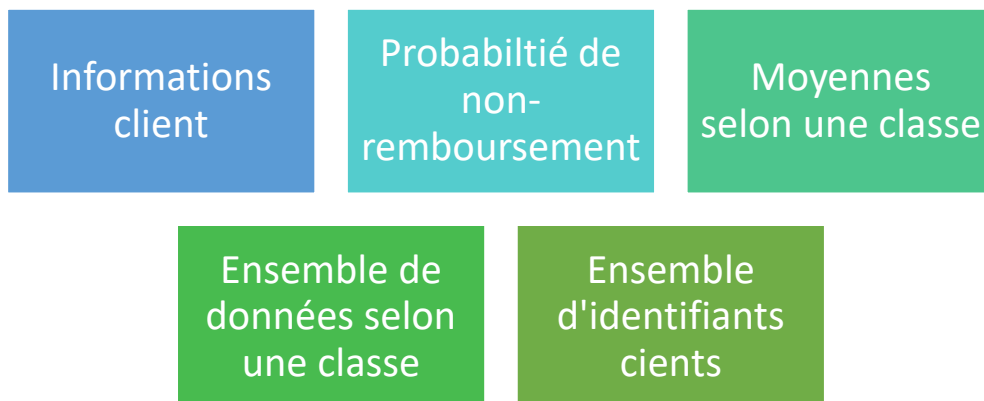 Informations
client
Probabiltié de
non-
remboursement
Moyennes
selon une classe
Ensemble de
données selon
une classe
Ensemble
d'identifiants
cients